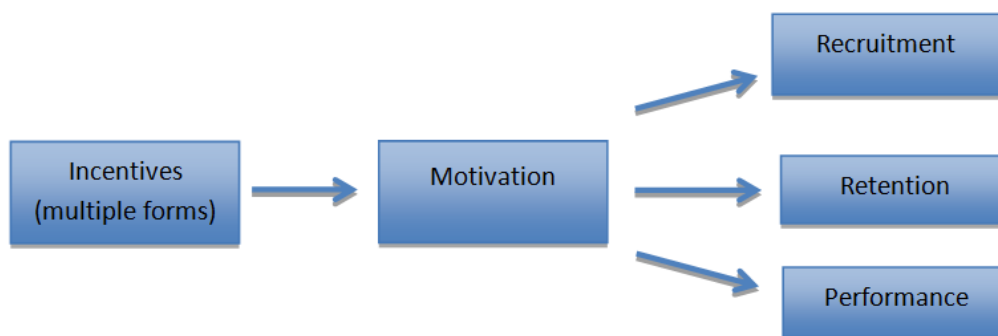 Recruitment
Incentives
(multiple forms)
Motivation
Retention
Performance